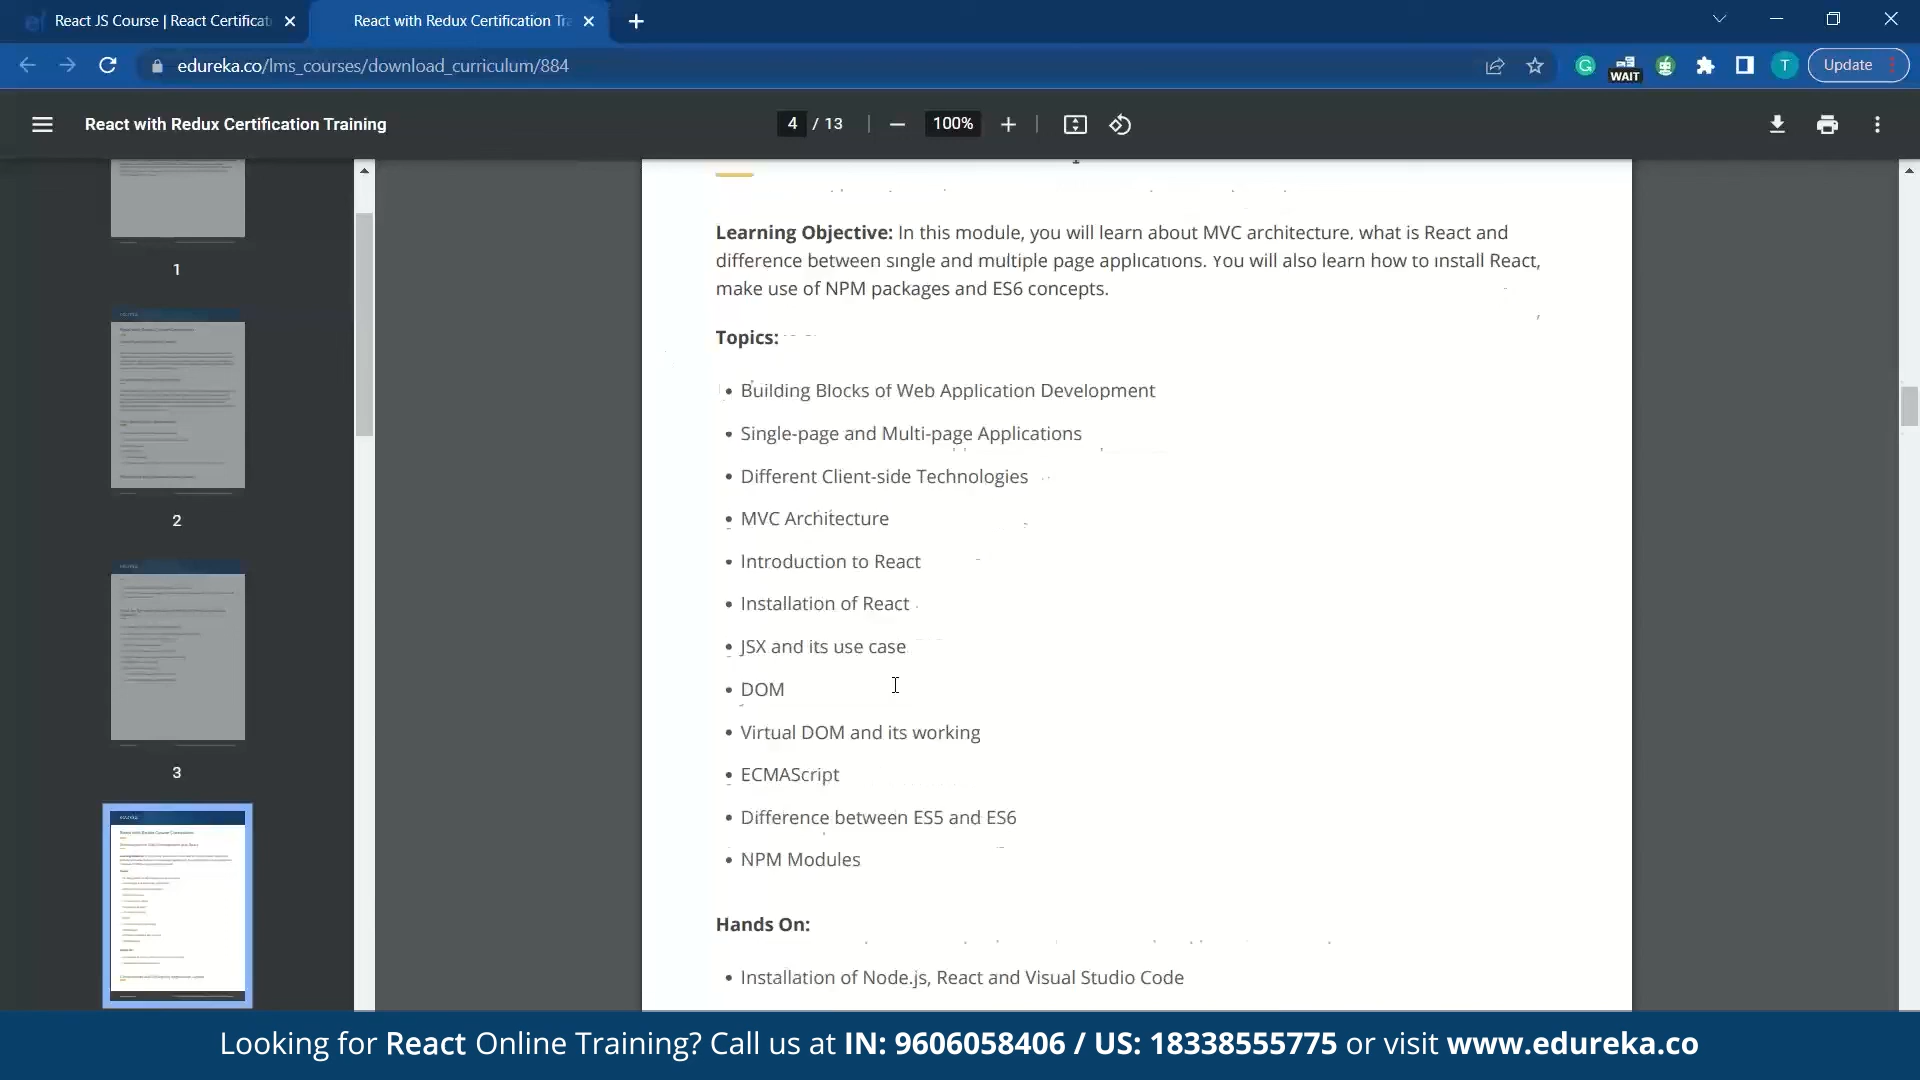 React JS Course | React Certificat
React with Redux Certification Tra
edureka.co/lms_courses/download_curriculum/884
WAIT
T
Update
React with Redux Certification Training
4 / 13
100%
Learning Objective: In this module, you will learn about MVC architecture, what is React and
difference between single and multiple page applications. You will also learn how to install React,
make use of NPM packages and ES6 concepts.
Topics:
• Building Blocks of Web Application Development
• Single-page and Multi-page Applications
• Different Client-side Technologies
• MVC Architecture
• Introduction to React
• Installation of React
• JSX and its use case
• DOM
• Virtual DOM and its working
• ECMAScript
• Difference between ES5 and ES6
• NPM Modules
Hands On:
• Installation of Node.js, React and Visual Studio Code
1
2
3
Looking for React Online Training? Call us at IN: 9606058406 / US: 18338555775 or visit www.edureka.co